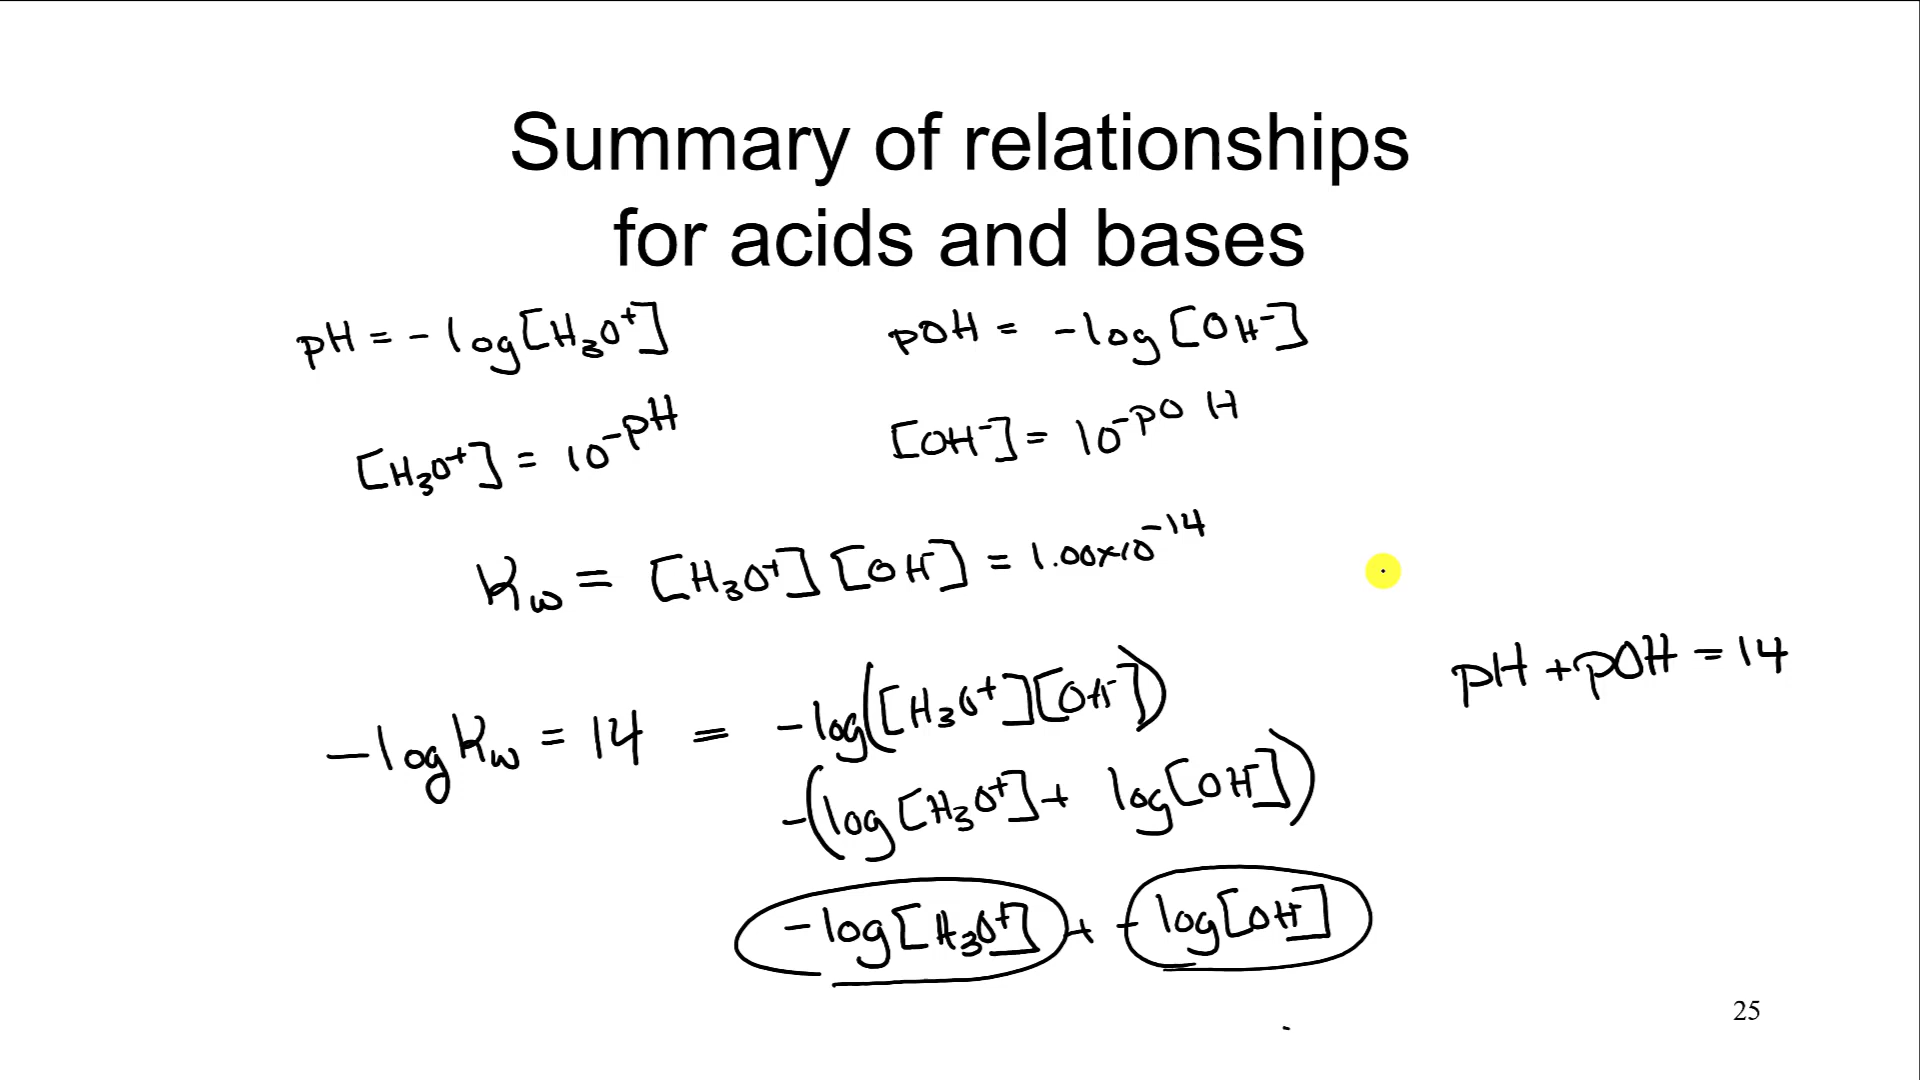 Summary of relationships
for acids and bases
pH = -log[H₃O⁺]
pOH = -log[OH⁻]
[H₃O⁺] = 10^-pH
[OH⁻] = 10^-pOH
Kw = [H₃O⁺][OH⁻] = 1.00×10^-14
pH + pOH = 14
-log Kw = 14 = -log([H₃O⁺][OH⁻])
-(log[H₃O⁺] + log[OH⁻])
-log[H₃O⁺] + -log[OH⁻]
25